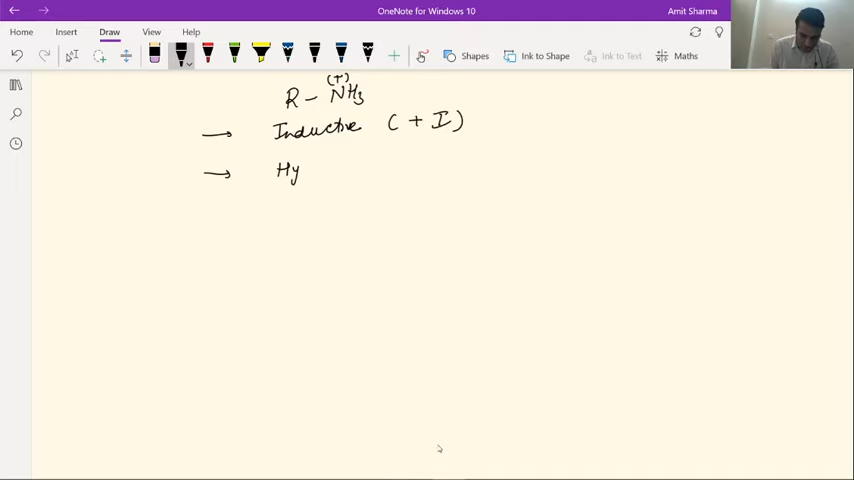 OneNote for Windows 10
Amit Sharma
Home Insert Draw View Help
Shapes Ink to Shape Ink to Text Maths
(+)
R - NH3
→ Inductive (+ I)
→ Hy